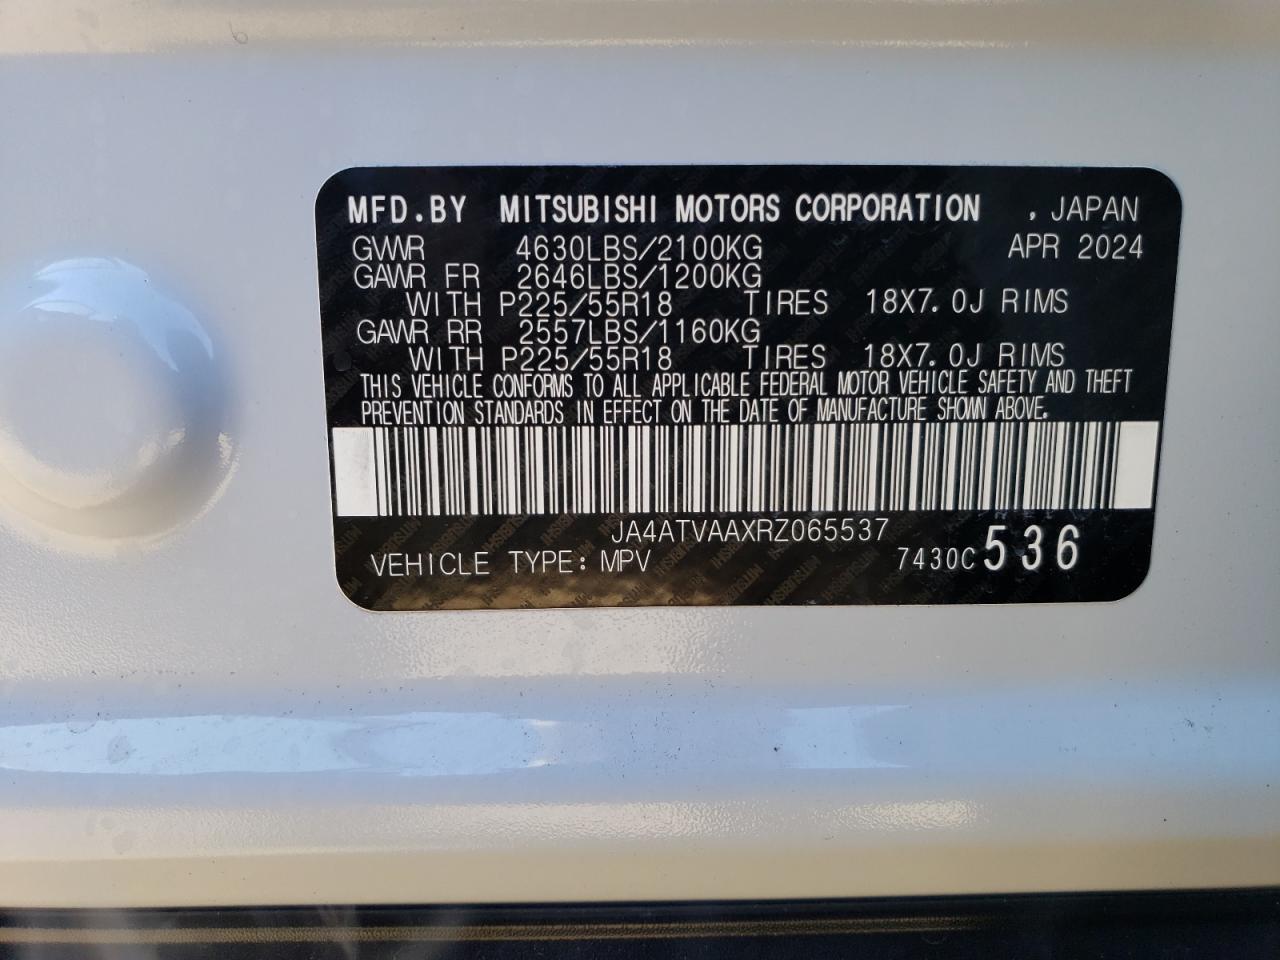 MFD.BY MITSUBISHI MOTORS CORPORATION , JAPAN
GVWR 4630LBS/2100KG APR 2024
GAWR FR 2646LBS/1200KG
WITH P225/55R18 TIRES 18X7.0J RIMS
GAWR RR 2557LBS/1160KG
WITH P225/55R18 TIRES 18X7.0J RIMS
THIS VEHICLE CONFORMS TO ALL APPLICABLE FEDERAL MOTOR VEHICLE SAFETY AND THEFT
PREVENTION STANDARDS IN EFFECT ON THE DATE OF MANUFACTURE SHOWN ABOVE.
JA4ATVAAXRZ065537
VEHICLE TYPE: MPV 7430C 536